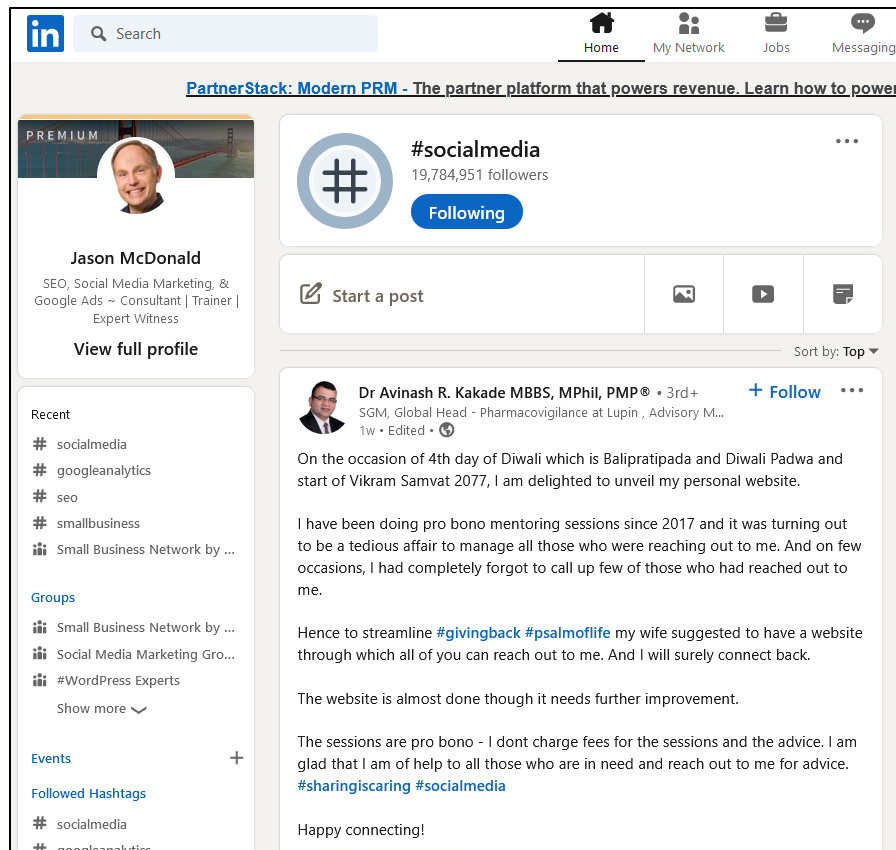 in
Search
Home
My Network
Jobs
Messaging
PartnerStack: Modern PRM - The partner platform that powers revenue. Learn how to power
PREMIUM
Jason McDonald
SEO, Social Media Marketing, &
Google Ads ~ Consultant | Trainer |
Expert Witness
View full profile
Recent
# socialmedia
# googleanalytics
# seo
# smallbusiness
Small Business Network by ...
Groups
Small Business Network by ...
Social Media Marketing Gro...
#WordPress Experts
Show more
Events +
Followed Hashtags
# socialmedia
# googleanalytics
#
#socialmedia
19,784,951 followers
Following
Start a post
Sort by: Top
Dr Avinash R. Kakade MBBS, MPhil, PMP® • 3rd+
+ Follow
SGM, Global Head - Pharmacovigilance at Lupin , Advisory M...
1w • Edited •
On the occasion of 4th day of Diwali which is Balipratipada and Diwali Padwa and
start of Vikram Samvat 2077, I am delighted to unveil my personal website.
I have been doing pro bono mentoring sessions since 2017 and it was turning out
to be a tedious affair to manage all those who were reaching out to me. And on few
occasions, I had completely forgot to call up few of those who had reached out to
me.
Hence to streamline #givingback #psalmoflife my wife suggested to have a website
through which all of you can reach out to me. And I will surely connect back.
The website is almost done though it needs further improvement.
The sessions are pro bono - I dont charge fees for the sessions and the advice. I am
glad that I am of help to all those who are in need and reach out to me for advice.
#sharingiscaring #socialmedia
Happy connecting!